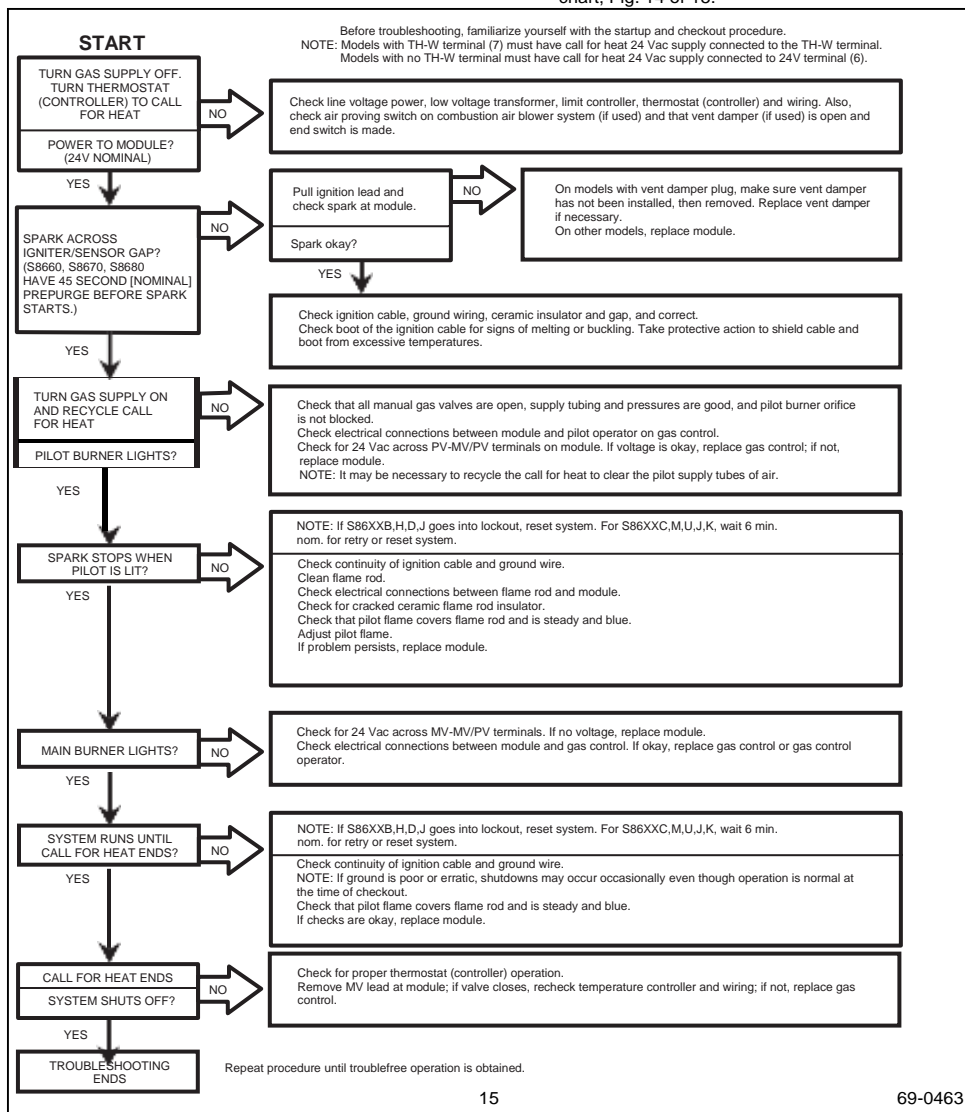 chart, Fig. 14 or 15.
Before troubleshooting, familiarize yourself with the startup and checkout procedure.
NOTE: Models with TH-W terminal (7) must have call for heat 24 Vac supply connected to the TH-W terminal.
Models with no TH-W terminal must have call for heat 24 Vac supply connected to 24V terminal (6).
START
TURN GAS SUPPLY OFF.
TURN THERMOSTAT
(CONTROLLER) TO CALL
FOR HEAT
POWER TO MODULE?
(24V NOMINAL)
NO
Check line voltage power, low voltage transformer, limit controller, thermostat (controller) and wiring. Also,
check air proving switch on combustion air blower system (if used) and that vent damper (if used) is open and
end switch is made.
YES
SPARK ACROSS
IGNITER/SENSOR GAP?
(S8660, S8670, S8680
HAVE 45 SECOND [NOMINAL]
PREPURGE BEFORE SPARK
STARTS.)
NO
Pull ignition lead and
check spark at module.
Spark okay?
NO
On models with vent damper plug, make sure vent damper
has not been installed, then removed. Replace vent damper
if necessary.
On other models, replace module.
YES
Check ignition cable, ground wiring, ceramic insulator and gap, and correct.
Check boot of the ignition cable for signs of melting or buckling. Take protective action to shield cable and
boot from excessive temperatures.
YES
TURN GAS SUPPLY ON
AND RECYCLE CALL
FOR HEAT
PILOT BURNER LIGHTS?
NO
Check that all manual gas valves are open, supply tubing and pressures are good, and pilot burner orifice
is not blocked.
Check electrical connections between module and pilot operator on gas control.
Check for 24 Vac across PV-MV/PV terminals on module. If voltage is okay, replace gas control; if not,
replace module.
NOTE: It may be necessary to recycle the call for heat to clear the pilot supply tubes of air.
YES
SPARK STOPS WHEN
PILOT IS LIT?
NO
NOTE: If S86XXB,H,D,J goes into lockout, reset system. For S86XXC,M,U,J,K, wait 6 min.
nom. for retry or reset system.
Check continuity of ignition cable and ground wire.
Clean flame rod.
Check electrical connections between flame rod and module.
Check for cracked ceramic flame rod insulator.
Check that pilot flame covers flame rod and is steady and blue.
Adjust pilot flame.
If problem persists, replace module.
YES
MAIN BURNER LIGHTS?
NO
Check for 24 Vac across MV-MV/PV terminals. If no voltage, replace module.
Check electrical connections between module and gas control. If okay, replace gas control or gas control
operator.
YES
SYSTEM RUNS UNTIL
CALL FOR HEAT ENDS?
NO
NOTE: If S86XXB,H,D,J goes into lockout, reset system. For S86XXC,M,U,J,K, wait 6 min.
nom. for retry or reset system.
Check continuity of ignition cable and ground wire.
NOTE: If ground is poor or erratic, shutdowns may occur occasionally even though operation is normal at
the time of checkout.
Check that pilot flame covers flame rod and is steady and blue.
If checks are okay, replace module.
YES
CALL FOR HEAT ENDS
SYSTEM SHUTS OFF?
NO
Check for proper thermostat (controller) operation.
Remove MV lead at module; if valve closes, recheck temperature controller and wiring; if not, replace gas
control.
YES
TROUBLESHOOTING
ENDS
Repeat procedure until troublefree operation is obtained.
15
69-0463